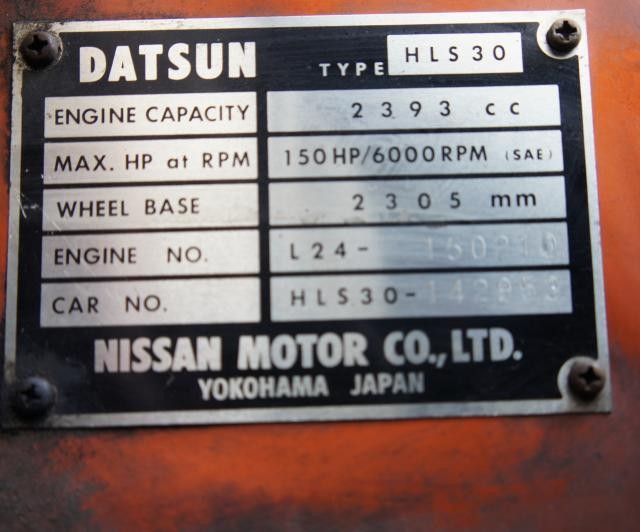 DATSUN TYPE HLS30
ENGINE CAPACITY 2393 cc
MAX. HP at RPM 150HP/6000RPM (SAE)
WHEEL BASE 2305 mm
ENGINE NO. L24-
CAR NO. HLS30-
NISSAN MOTOR CO., LTD.
YOKOHAMA JAPAN